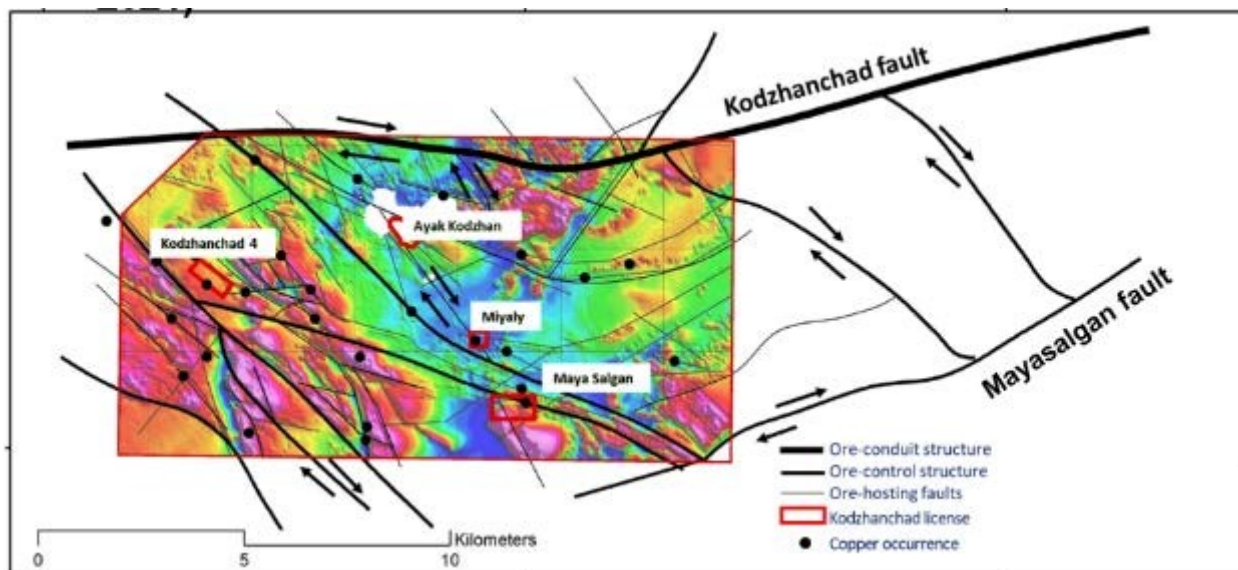 Kodzhanchad fault
Ayak Kodzhan
Kodzhanchad 4
Miyaly
Maya Salgan
Mayasalgan fault
Ore-conduit structure
Ore-control structure
Ore-hosting faults
Kodzhanchad license
Copper occurrence
Kilometers
0 5 10